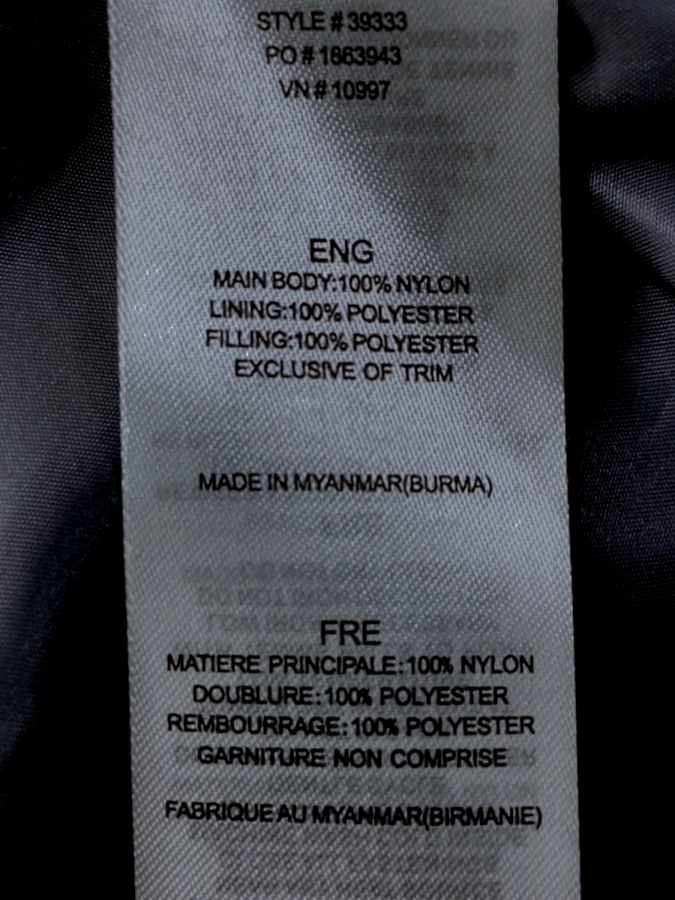 STYLE # 39333
PO # 1863943
VN # 10997
ENG
MAIN BODY:100% NYLON
LINING:100% POLYESTER
FILLING:100% POLYESTER
EXCLUSIVE OF TRIM
MADE IN MYANMAR(BURMA)
FRE
MATIERE PRINCIPALE:100% NYLON
DOUBLURE:100% POLYESTER
REMBOURRAGE:100% POLYESTER
GARNITURE NON COMPRISE
FABRIQUE AU MYANMAR(BIRMANIE)